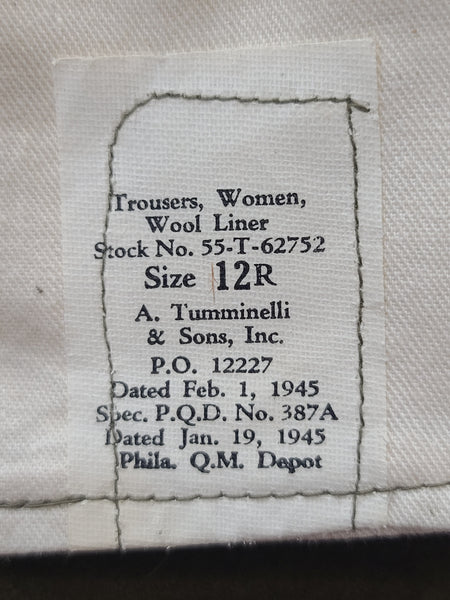 Trousers, Women,
Wool Liner
Stock No. 55-T-62752
Size 12R
A. Tumminelli
& Sons, Inc.
P.O. 12227
Dated Feb. 1, 1945
Spec. P.Q.D. No. 387A
Dated Jan. 19, 1945
Phila. Q.M. Depot